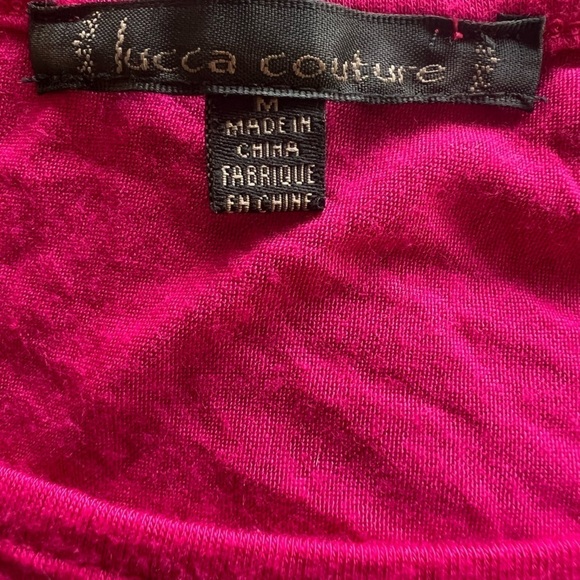 lucca couture
M
MADE IN
CHINA
FABRIQUE
EN CHINE